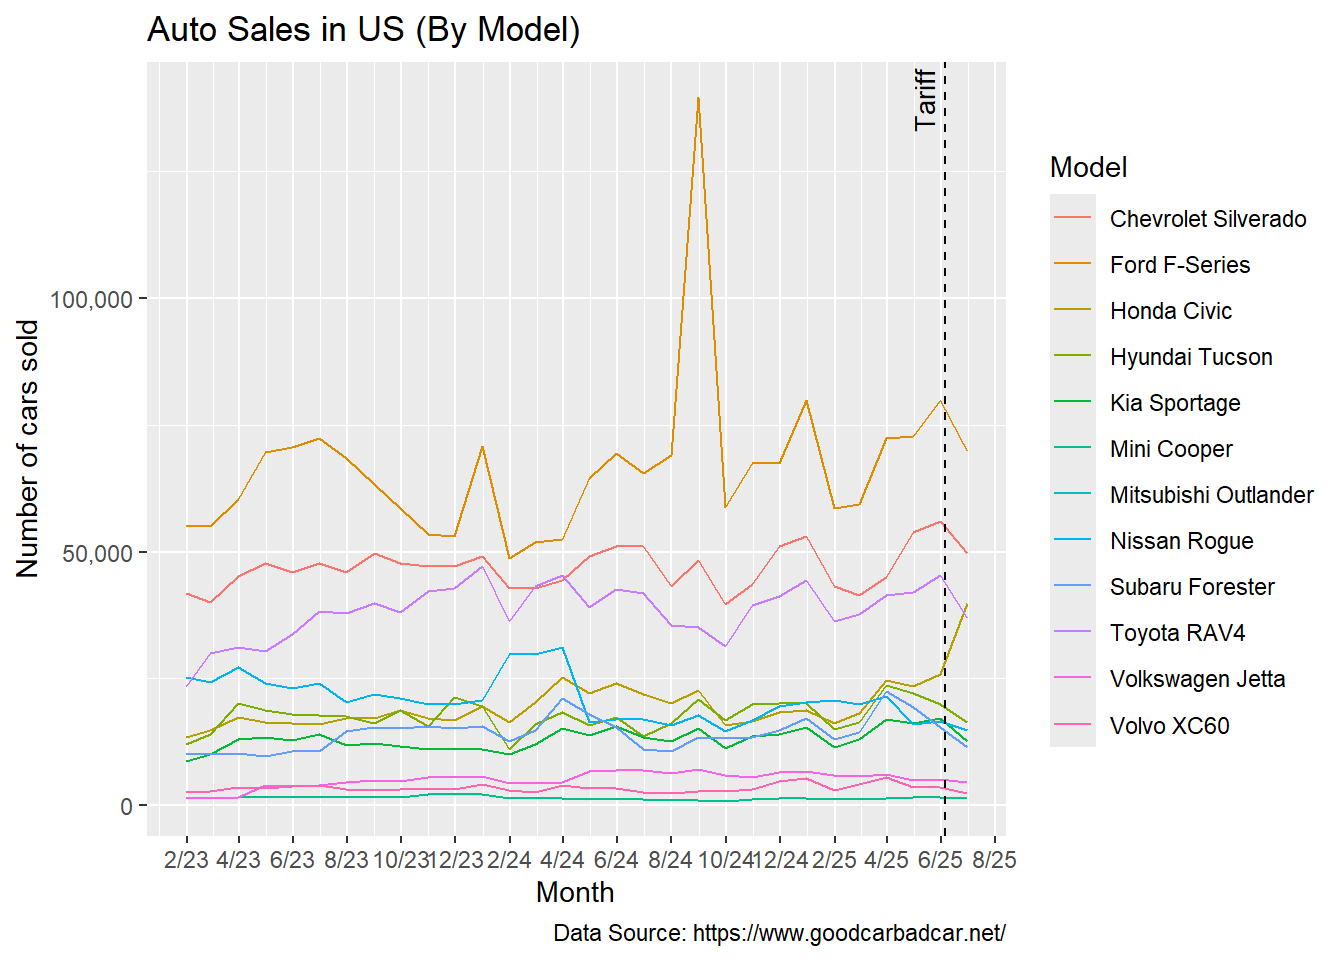 Auto Sales in US (By Model)
Tariff
Number of cars sold
100,000
50,000
0
2/23 4/23 6/23 8/23 10/23 12/23 2/24 4/24 6/24 8/24 10/24 12/24 2/25 4/25 6/25 8/25
Month
Model
Chevrolet Silverado
Ford F-Series
Honda Civic
Hyundai Tucson
Kia Sportage
Mini Cooper
Mitsubishi Outlander
Nissan Rogue
Subaru Forester
Toyota RAV4
Volkswagen Jetta
Volvo XC60
Data Source: https://www.goodcarbadcar.net/